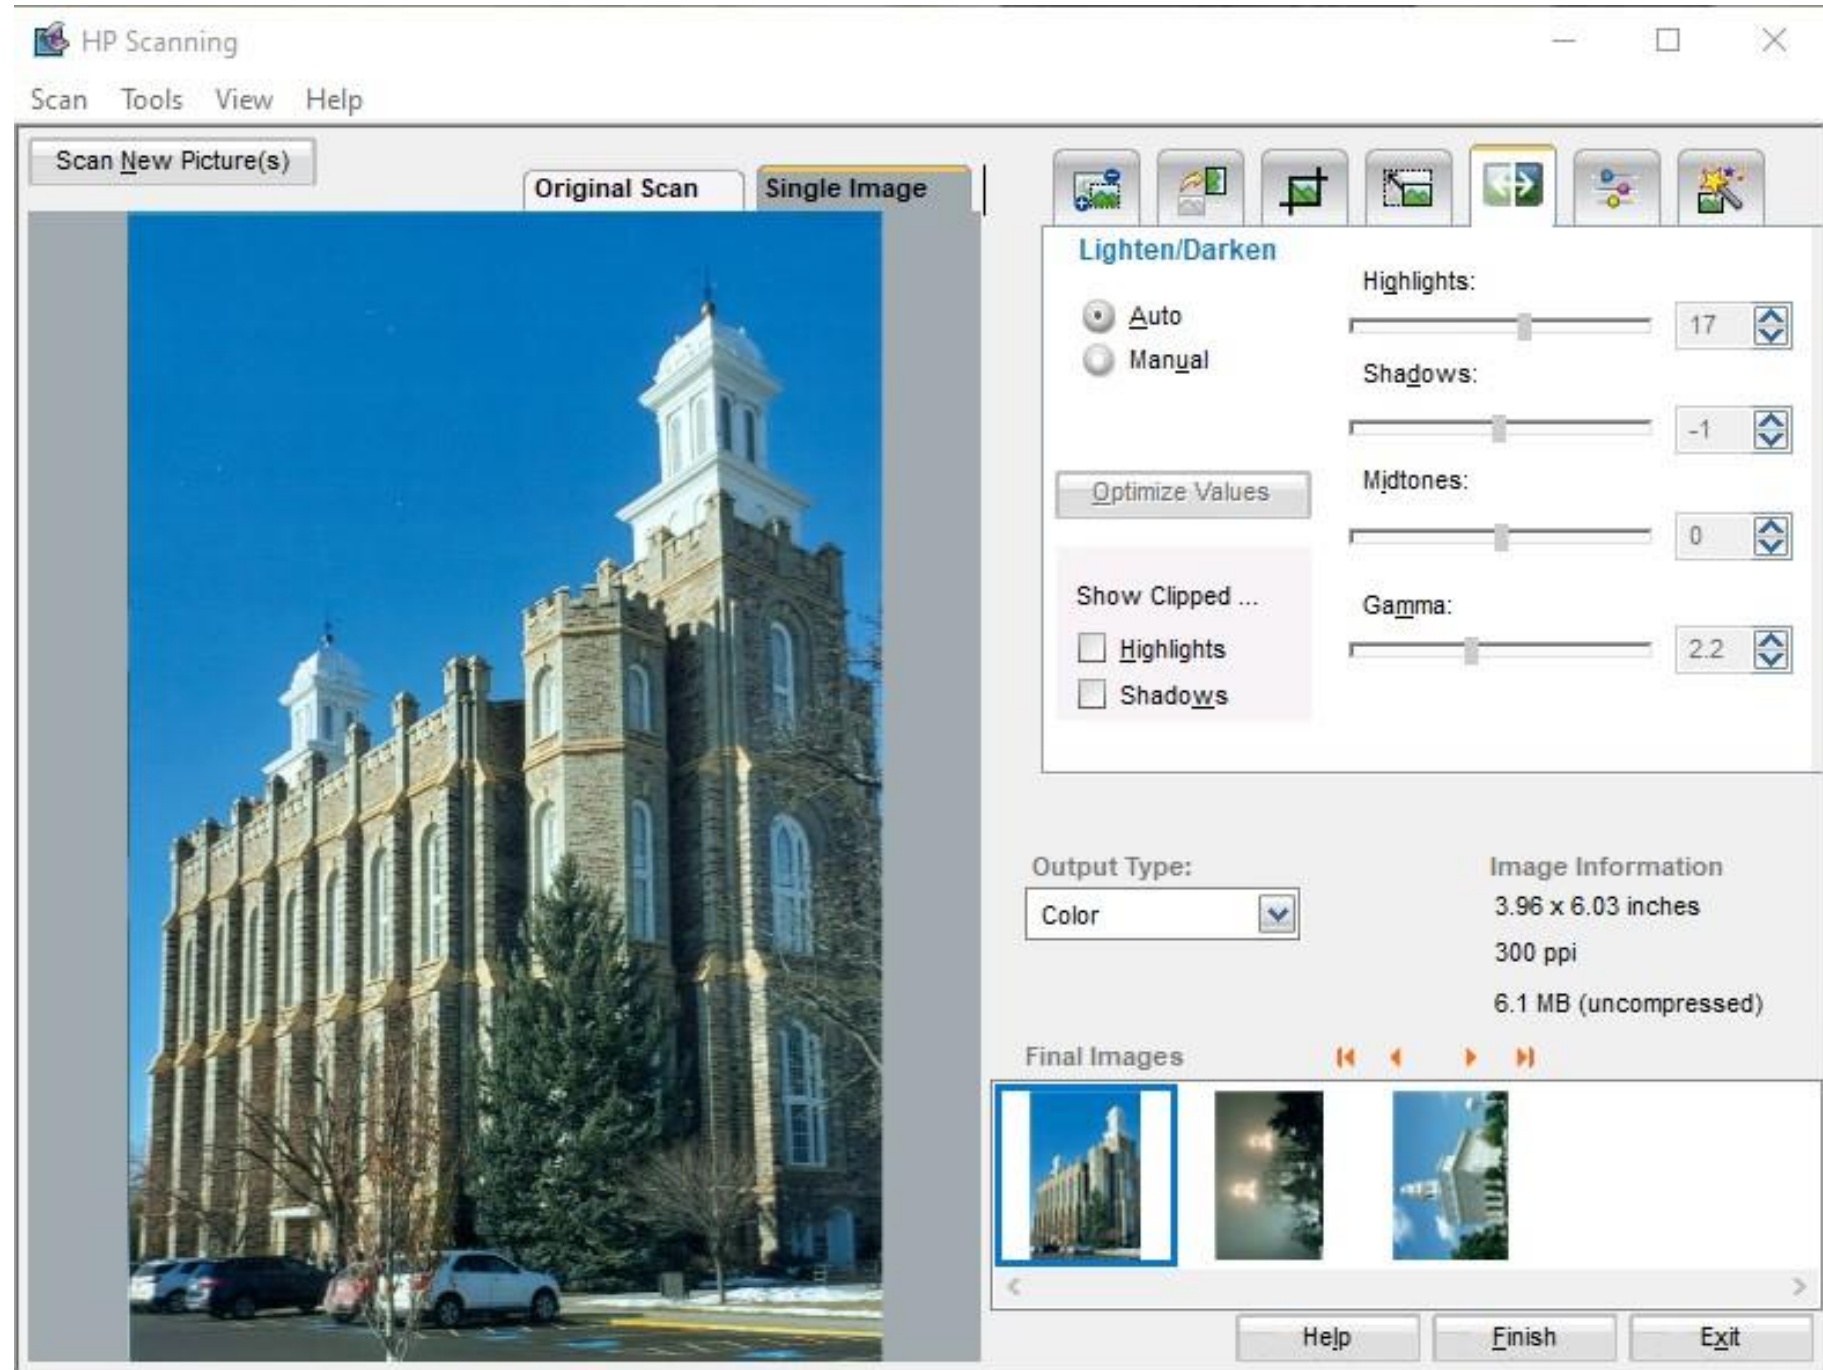 HP Scanning
Scan Tools View Help
Scan New Picture(s)
Original Scan
Single Image
Lighten/Darken
Auto
Manual
Optimize Values
Show Clipped ...
Highlights
Shadows
Highlights:
17
Shadows:
-1
Midtones:
0
Gamma:
2.2
Output Type:
Color
Image Information
3.96 x 6.03 inches
300 ppi
6.1 MB (uncompressed)
Final Images
Help
Finish
Exit